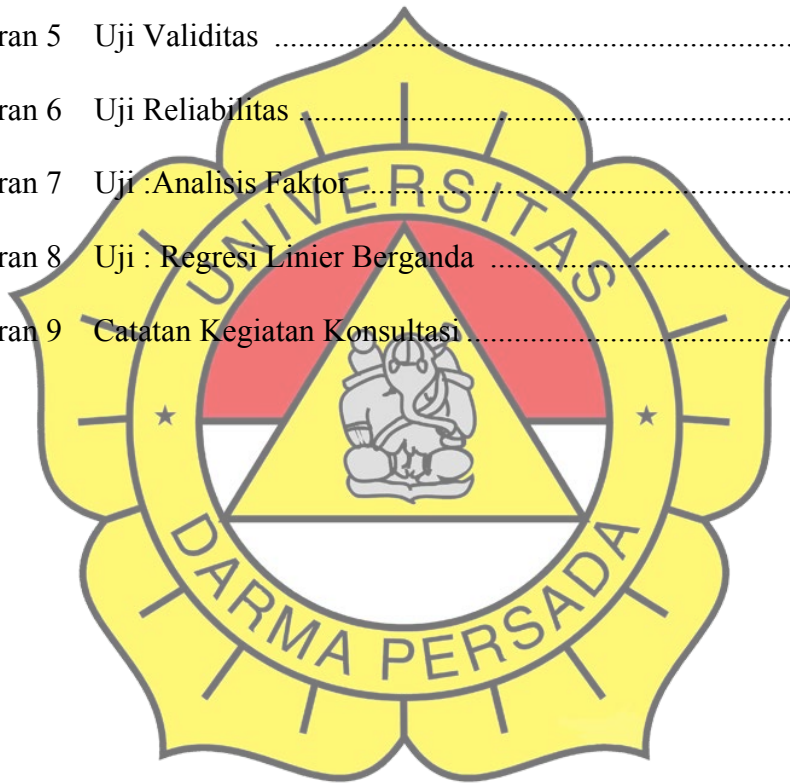 ran 5 Uji Validitas ....................................................................
ran 6 Uji Reliabilitas ................................................................
ran 7 Uji :Analisis Faktor .........................................................
ran 8 Uji : Regresi Linier Berganda .........................................
ran 9 Catatan Kegiatan Konsultasi ............................................
UNIVERSITAS
DARMA PERSADA